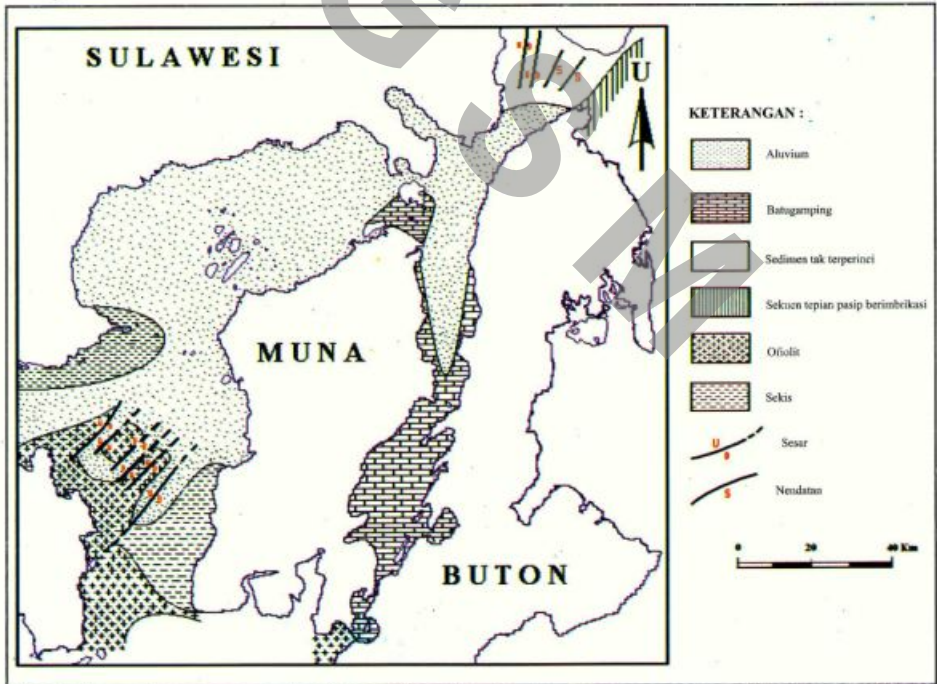 SULAWESI
U
MUNA
BUTON
KETERANGAN :
Aluvium
Batugamping
Sedimen tak terperinci
Sekuen tepian pasip berimbrikasi
Ofiolit
Sekis
U
D
Sesar
S
Nendatan
0 20 40 Km